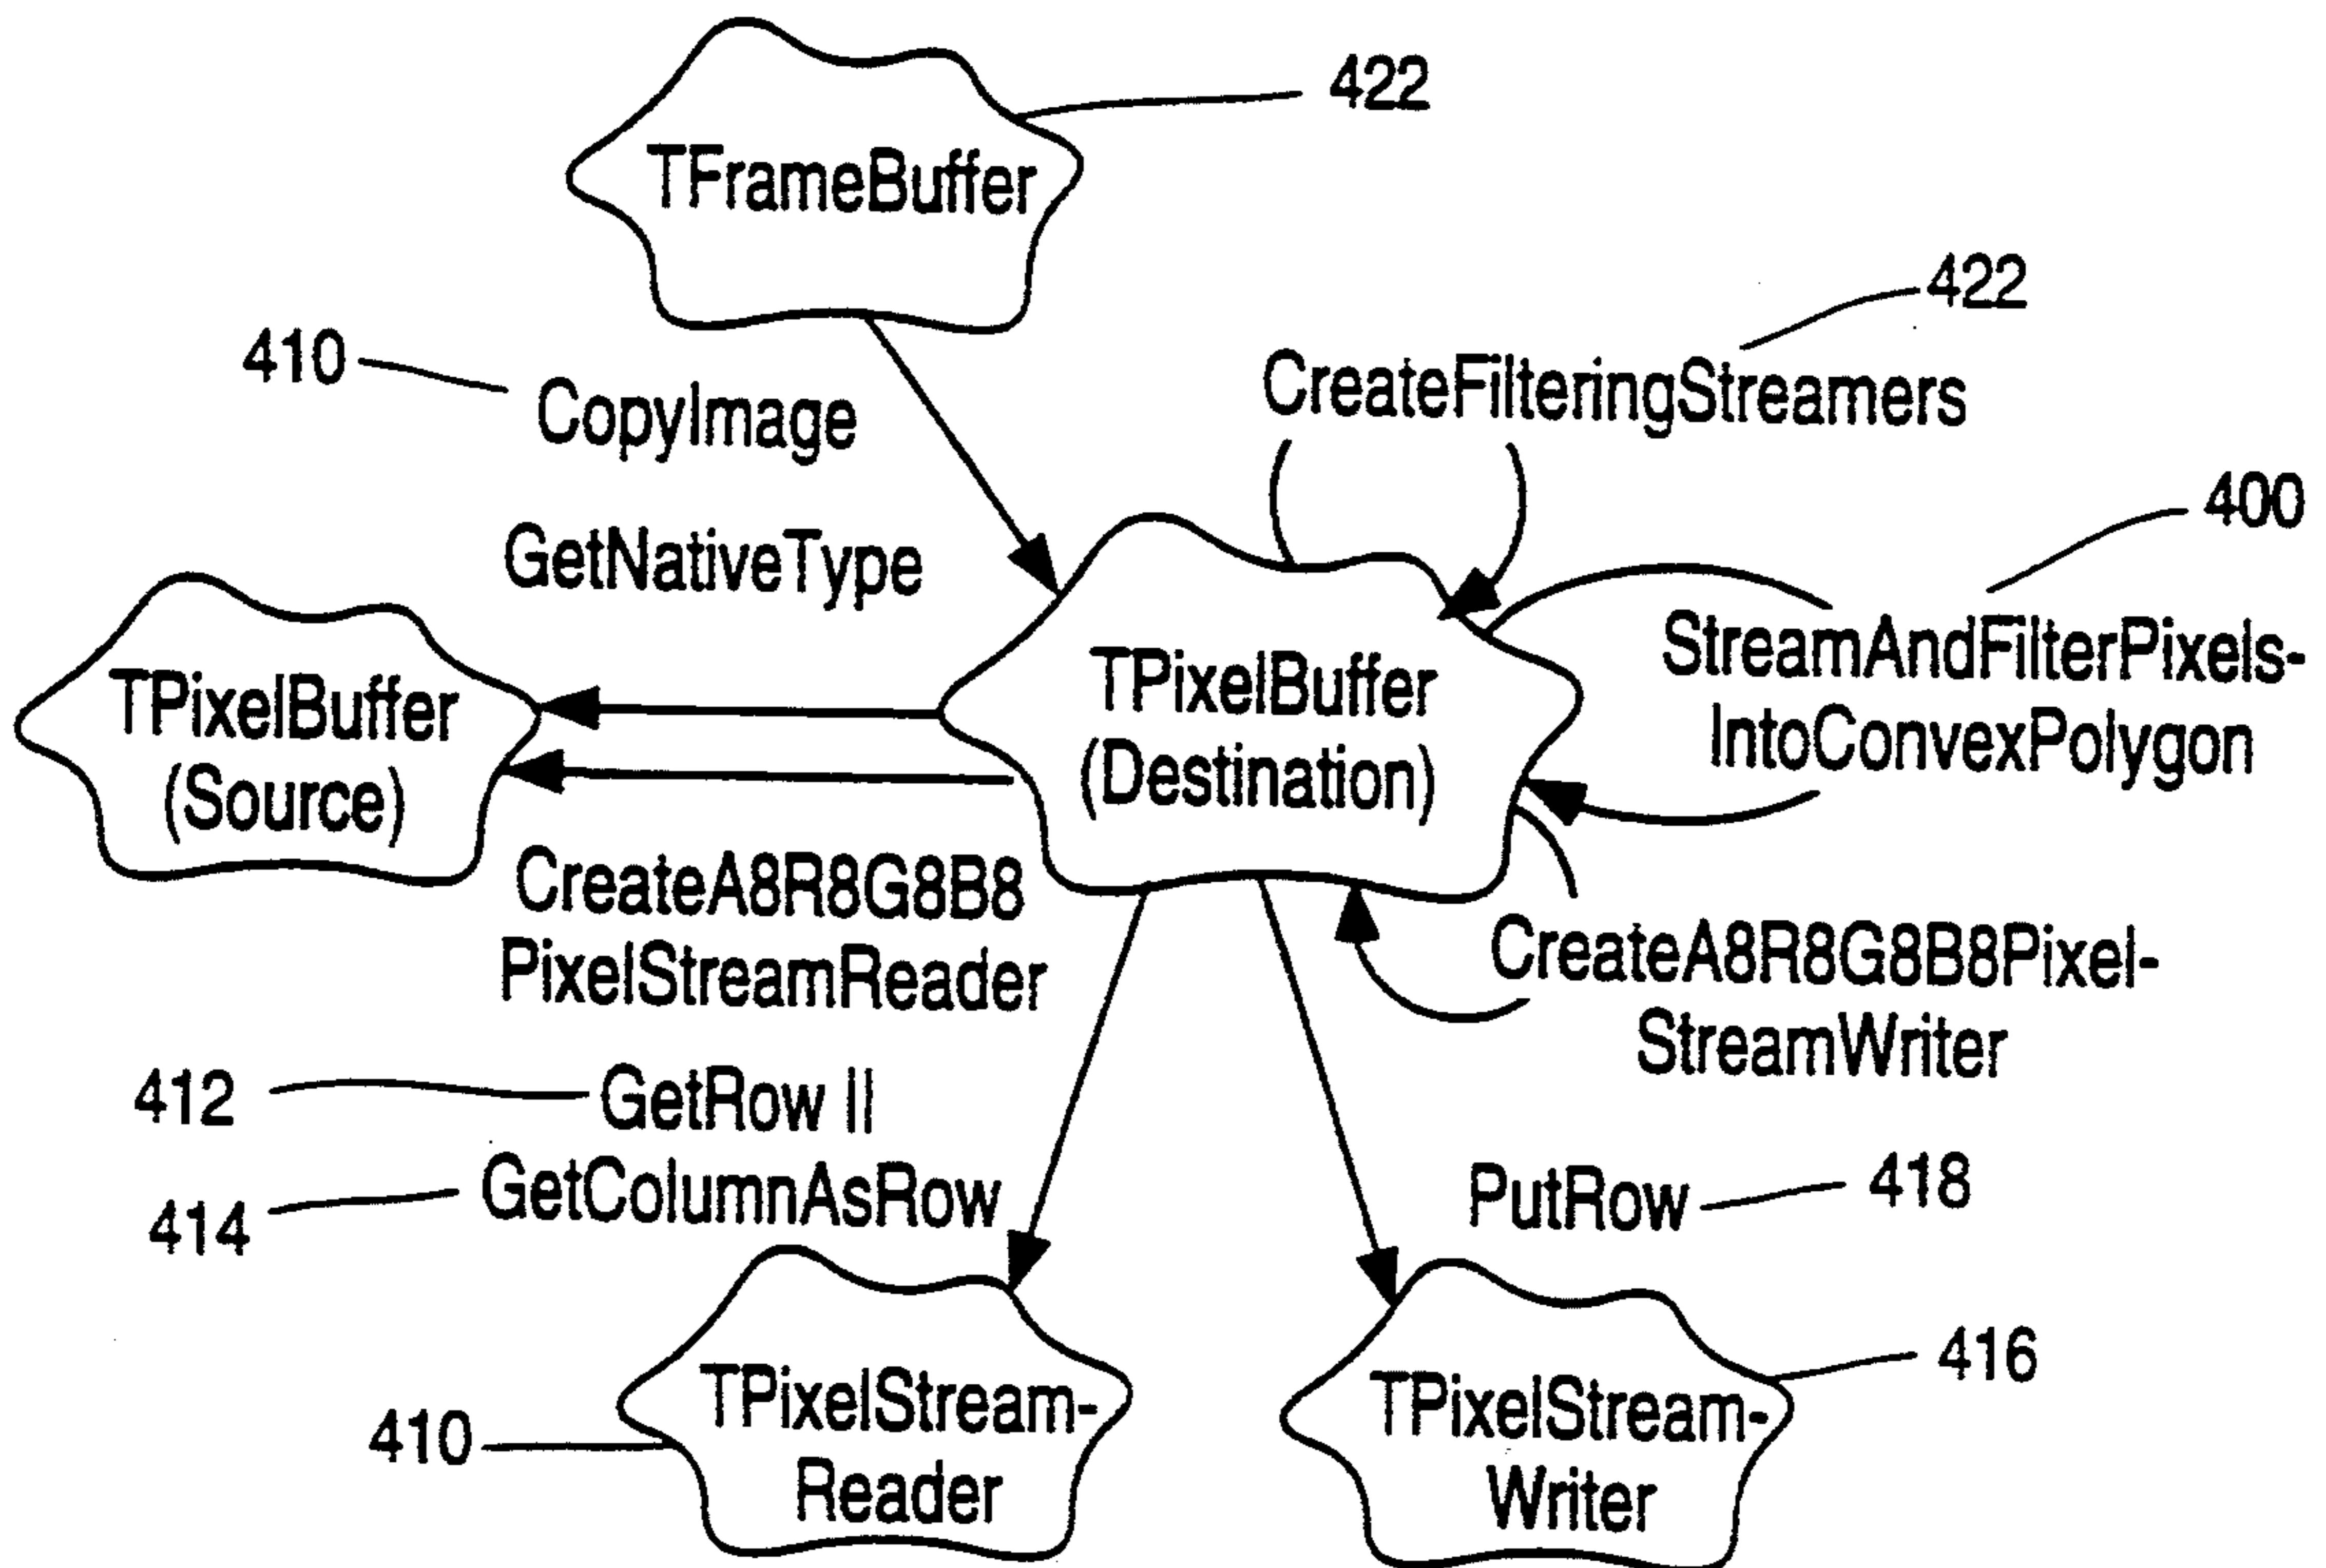 422
TFrameBuffer
422
410
CopyImage
CreateFilteringStreamers
400
GetNativeType
TPixelBuffer
(Source)
TPixelBuffer
(Destination)
StreamAndFilterPixels-
IntoConvexPolygon
CreateA8R8G8B8
PixelStreamReader
CreateA8R8G8B8Pixel-
StreamWriter
412
GetRow ||
414
GetColumnAsRow
PutRow
418
410
TPixelStream-
Reader
TPixelStream-
Writer
416